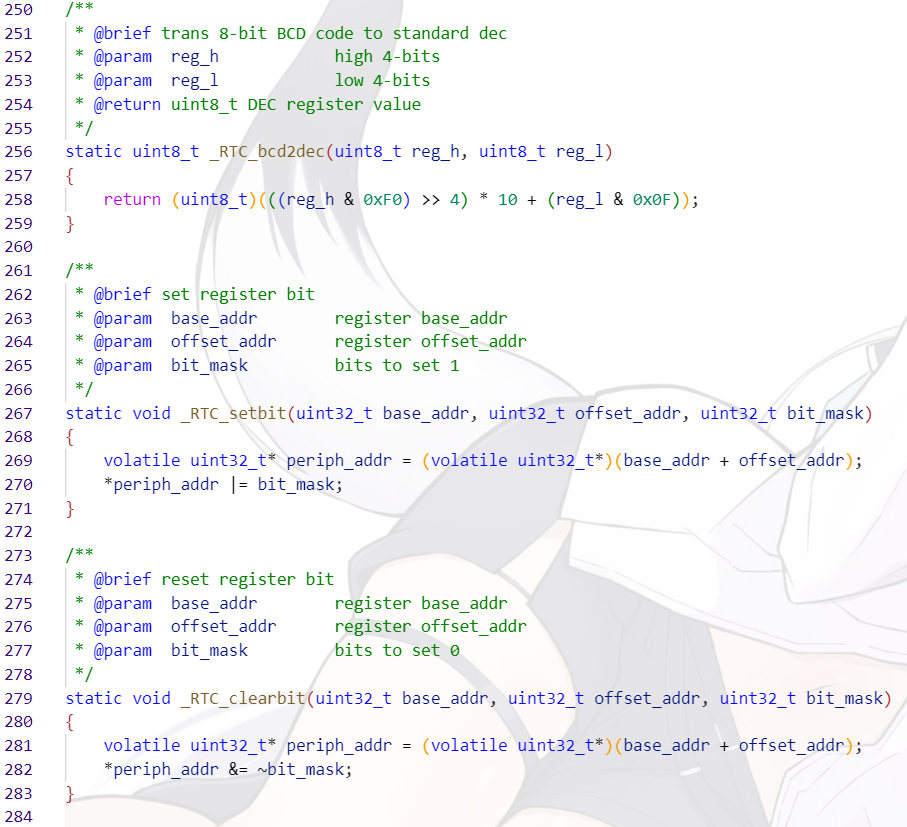 250 /**
251  * @brief trans 8-bit BCD code to standard dec
252  * @param  reg_h            high 4-bits
253  * @param  reg_l            low 4-bits
254  * @return uint8_t DEC register value
255  */
256 static uint8_t _RTC_bcd2dec(uint8_t reg_h, uint8_t reg_l)
257 {
258     return (uint8_t)(((reg_h & 0xF0) >> 4) * 10 + (reg_l & 0x0F));
259 }
260
261 /**
262  * @brief set register bit
263  * @param  base_addr        register base_addr
264  * @param  offset_addr      register offset_addr
265  * @param  bit_mask         bits to set 1
266  */
267 static void _RTC_setbit(uint32_t base_addr, uint32_t offset_addr, uint32_t bit_mask)
268 {
269     volatile uint32_t* periph_addr = (volatile uint32_t*)(base_addr + offset_addr);
270     *periph_addr |= bit_mask;
271 }
272
273 /**
274  * @brief reset register bit
275  * @param  base_addr        register base_addr
276  * @param  offset_addr      register offset_addr
277  * @param  bit_mask         bits to set 0
278  */
279 static void _RTC_clearbit(uint32_t base_addr, uint32_t offset_addr, uint32_t bit_mask)
280 {
281     volatile uint32_t* periph_addr = (volatile uint32_t*)(base_addr + offset_addr);
282     *periph_addr &= ~bit_mask;
283 }
284